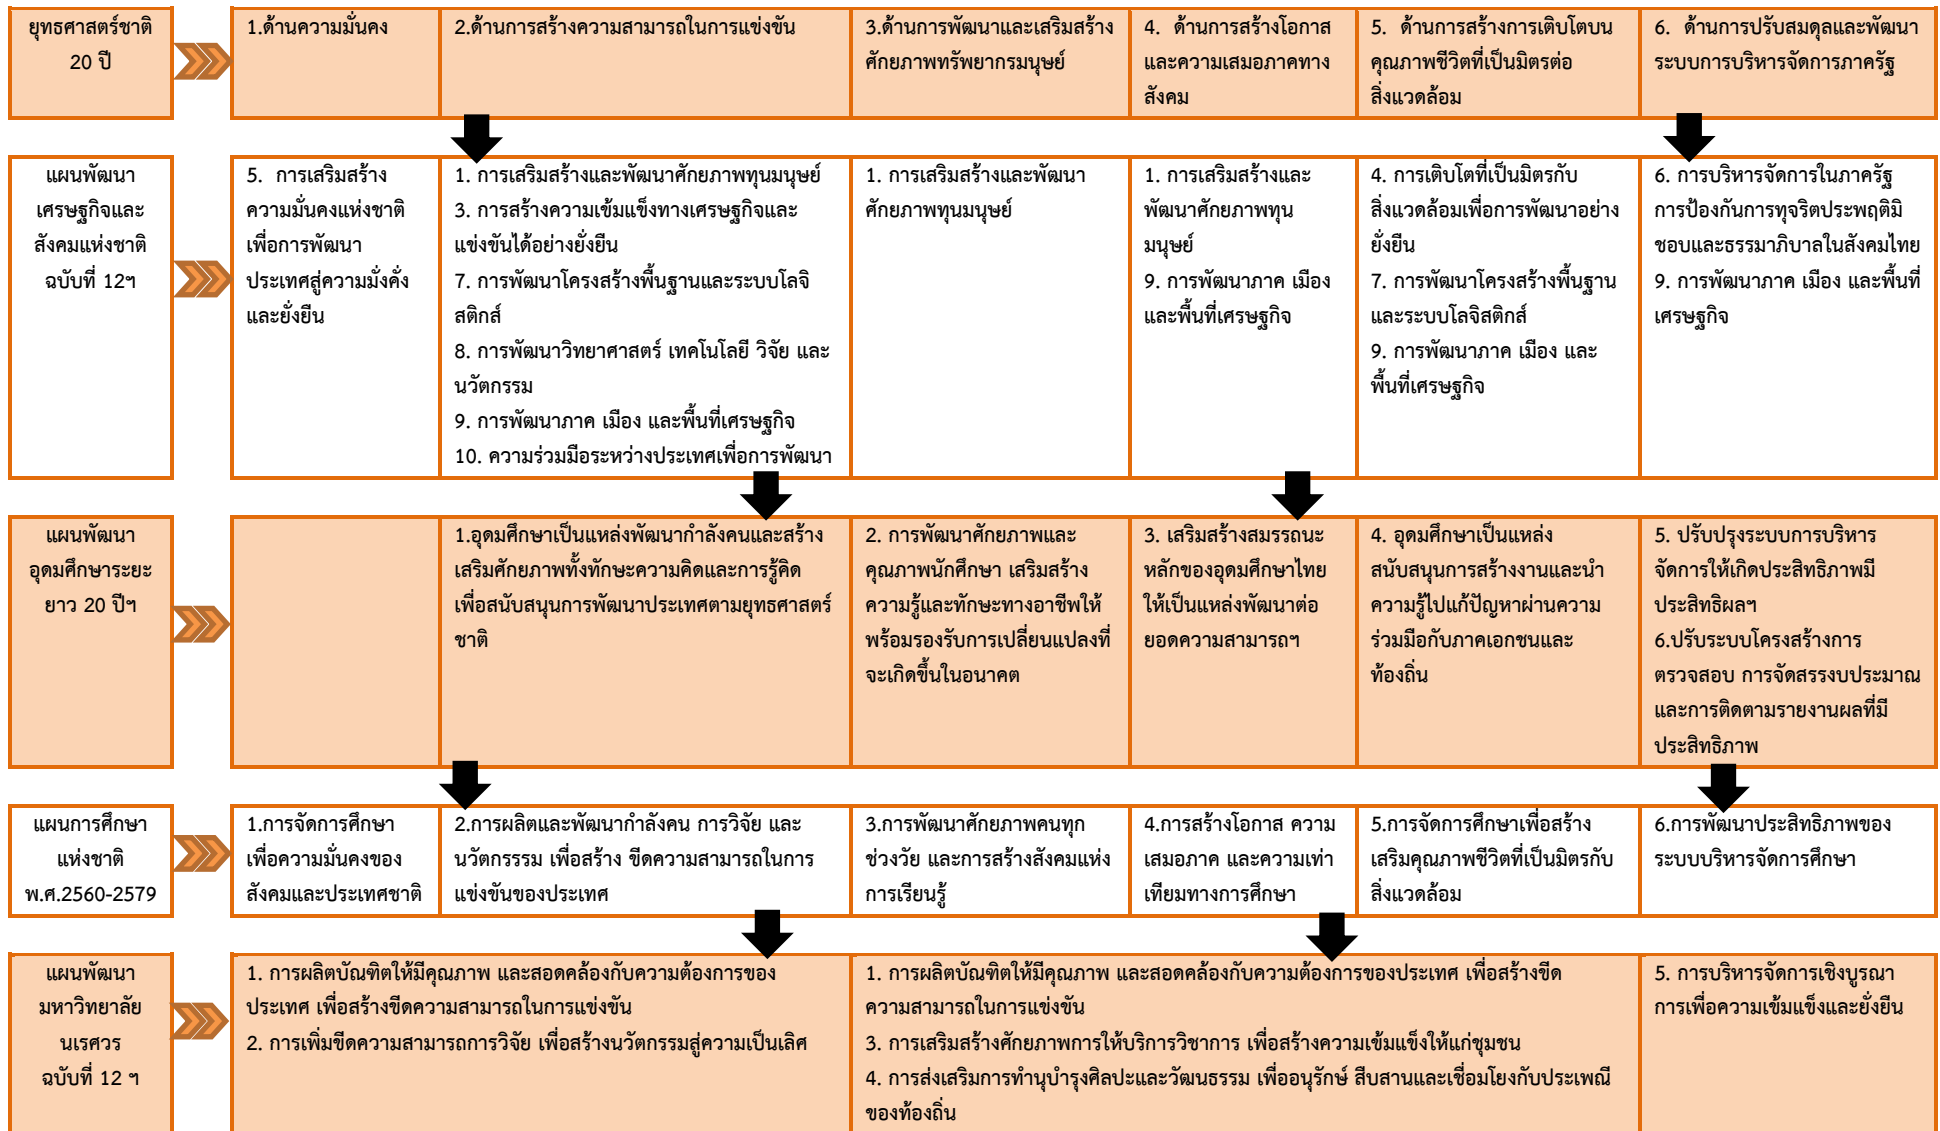 ยุทธศาสตร์ชาติ
20 ปี
1.ด้านความมั่นคง
2.ด้านการสร้างความสามารถในการแข่งขัน
3.ด้านการพัฒนาและเสริมสร้าง
ศักยภาพทรัพยากรมนุษย์
4. ด้านการสร้างโอกาส
และความเสมอภาคทาง
สังคม
5. ด้านการสร้างการเติบโตบน
คุณภาพชีวิตที่เป็นมิตรต่อ
สิ่งแวดล้อม
6. ด้านการปรับสมดุลและพัฒนา
ระบบการบริหารจัดการภาครัฐ
แผนพัฒนา
เศรษฐกิจและ
สังคมแห่งชาติ
ฉบับที่ 12ฯ
5. การเสริมสร้าง
ความมั่นคงแห่งชาติ
เพื่อการพัฒนา
ประเทศสู่ความมั่งคั่ง
และยั่งยืน
1. การเสริมสร้างและพัฒนาศักยภาพทุนมนุษย์
3. การสร้างความเข้มแข็งทางเศรษฐกิจและ
แข่งขันได้อย่างยั่งยืน
7. การพัฒนาโครงสร้างพื้นฐานและระบบโลจิ
สติกส์
8. การพัฒนาวิทยาศาสตร์ เทคโนโลยี วิจัย และ
นวัตกรรม
9. การพัฒนาภาค เมือง และพื้นที่เศรษฐกิจ
10. ความร่วมมือระหว่างประเทศเพื่อการพัฒนา
1. การเสริมสร้างและพัฒนา
ศักยภาพทุนมนุษย์
1. การเสริมสร้างและ
พัฒนาศักยภาพทุน
มนุษย์
9. การพัฒนาภาค เมือง
และพื้นที่เศรษฐกิจ
4. การเติบโตที่เป็นมิตรกับ
สิ่งแวดล้อมเพื่อการพัฒนาอย่าง
ยั่งยืน
7. การพัฒนาโครงสร้างพื้นฐาน
และระบบโลจิสติกส์
9. การพัฒนาภาค เมือง และ
พื้นที่เศรษฐกิจ
6. การบริหารจัดการในภาครัฐ
การป้องกันการทุจริตประพฤติมิ
ชอบและธรรมาภิบาลในสังคมไทย
9. การพัฒนาภาค เมือง และพื้นที่
เศรษฐกิจ
แผนพัฒนา
อุดมศึกษาระยะ
ยาว 20 ปีฯ
1.อุดมศึกษาเป็นแหล่งพัฒนากำลังคนและสร้าง
เสริมศักยภาพทั้งทักษะความคิดและการรู้คิด
เพื่อสนับสนุนการพัฒนาประเทศตามยุทธศาสตร์
ชาติ
2. การพัฒนาศักยภาพและ
คุณภาพนักศึกษา เสริมสร้าง
ความรู้และทักษะทางอาชีพให้
พร้อมรองรับการเปลี่ยนแปลงที่
จะเกิดขึ้นในอนาคต
3. เสริมสร้างสมรรถนะ
หลักของอุดมศึกษาไทย
ให้เป็นแหล่งพัฒนาต่อ
ยอดความสามารถฯ
4. อุดมศึกษาเป็นแหล่ง
สนับสนุนการสร้างงานและนำ
ความรู้ไปแก้ปัญหาผ่านความ
ร่วมมือกับภาคเอกชนและ
ท้องถิ่น
5. ปรับปรุงระบบการบริหาร
จัดการให้เกิดประสิทธิภาพมี
ประสิทธิผลฯ
6.ปรับระบบโครงสร้างการ
ตรวจสอบ การจัดสรรงบประมาณ
และการติดตามรายงานผลที่มี
ประสิทธิภาพ
แผนการศึกษา
แห่งชาติ
พ.ศ.2560-2579
1.การจัดการศึกษา
เพื่อความมั่นคงของ
สังคมและประเทศชาติ
2.การผลิตและพัฒนากำลังคน การวิจัย และ
นวัตกรรรม เพื่อสร้าง ขีดความสามารถในการ
แข่งขันของประเทศ
3.การพัฒนาศักยภาพคนทุก
ช่วงวัย และการสร้างสังคมแห่ง
การเรียนรู้
4.การสร้างโอกาส ความ
เสมอภาค และความเท่า
เทียมทางการศึกษา
5.การจัดการศึกษาเพื่อสร้าง
เสริมคุณภาพชีวิตที่เป็นมิตรกับ
สิ่งแวดล้อม
6.การพัฒนาประสิทธิภาพของ
ระบบบริหารจัดการศึกษา
แผนพัฒนา
มหาวิทยาลัย
นเรศวร
ฉบับที่ 12 ฯ
1. การผลิตบัณฑิตให้มีคุณภาพ และสอดคล้องกับความต้องการของ
ประเทศ เพื่อสร้างขีดความสามารถในการแข่งขัน
2. การเพิ่มขีดความสามารถการวิจัย เพื่อสร้างนวัตกรรมสู่ความเป็นเลิศ
1. การผลิตบัณฑิตให้มีคุณภาพ และสอดคล้องกับความต้องการของประเทศ เพื่อสร้างขีด
ความสามารถในการแข่งขัน
3. การเสริมสร้างศักยภาพการให้บริการวิชาการ เพื่อสร้างความเข้มแข็งให้แก่ชุมชน
4. การส่งเสริมการทำนุบำรุงศิลปะและวัฒนธรรม เพื่ออนุรักษ์ สืบสานและเชื่อมโยงกับประเพณี
ของท้องถิ่น
5. การบริหารจัดการเชิงบูรณา
การเพื่อความเข้มแข็งและยั่งยืน